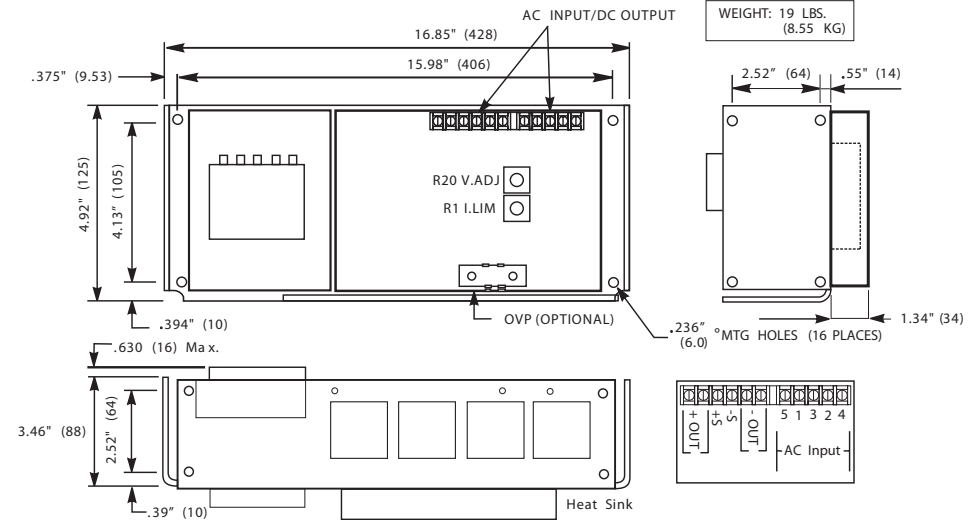 AC INPUT/DC OUTPUT
WEIGHT: 19 LBS.
(8.55 KG)
16.85" (428)
.375" (9.53)
15.98" (406)
2.52" (64)
.55" (14)
4.92" (125)
4.13" (105)
R20 V.ADJ
R1 I.LIM
.394" (10)
OVP (OPTIONAL)
.236"
(6.0)
°MTG HOLES (16 PLACES)
1.34" (34)
.630 (16) Max.
3.46" (88)
2.52" (64)
.39" (10)
Heat Sink
+ OUT
+S
-S
- OUT
5 1 3 2 4
AC Input